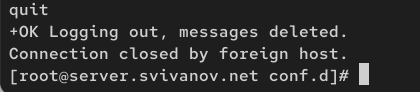 quit
+OK Logging out, messages deleted.
Connection closed by foreign host.
[root@server.svivanov.net conf.d]#